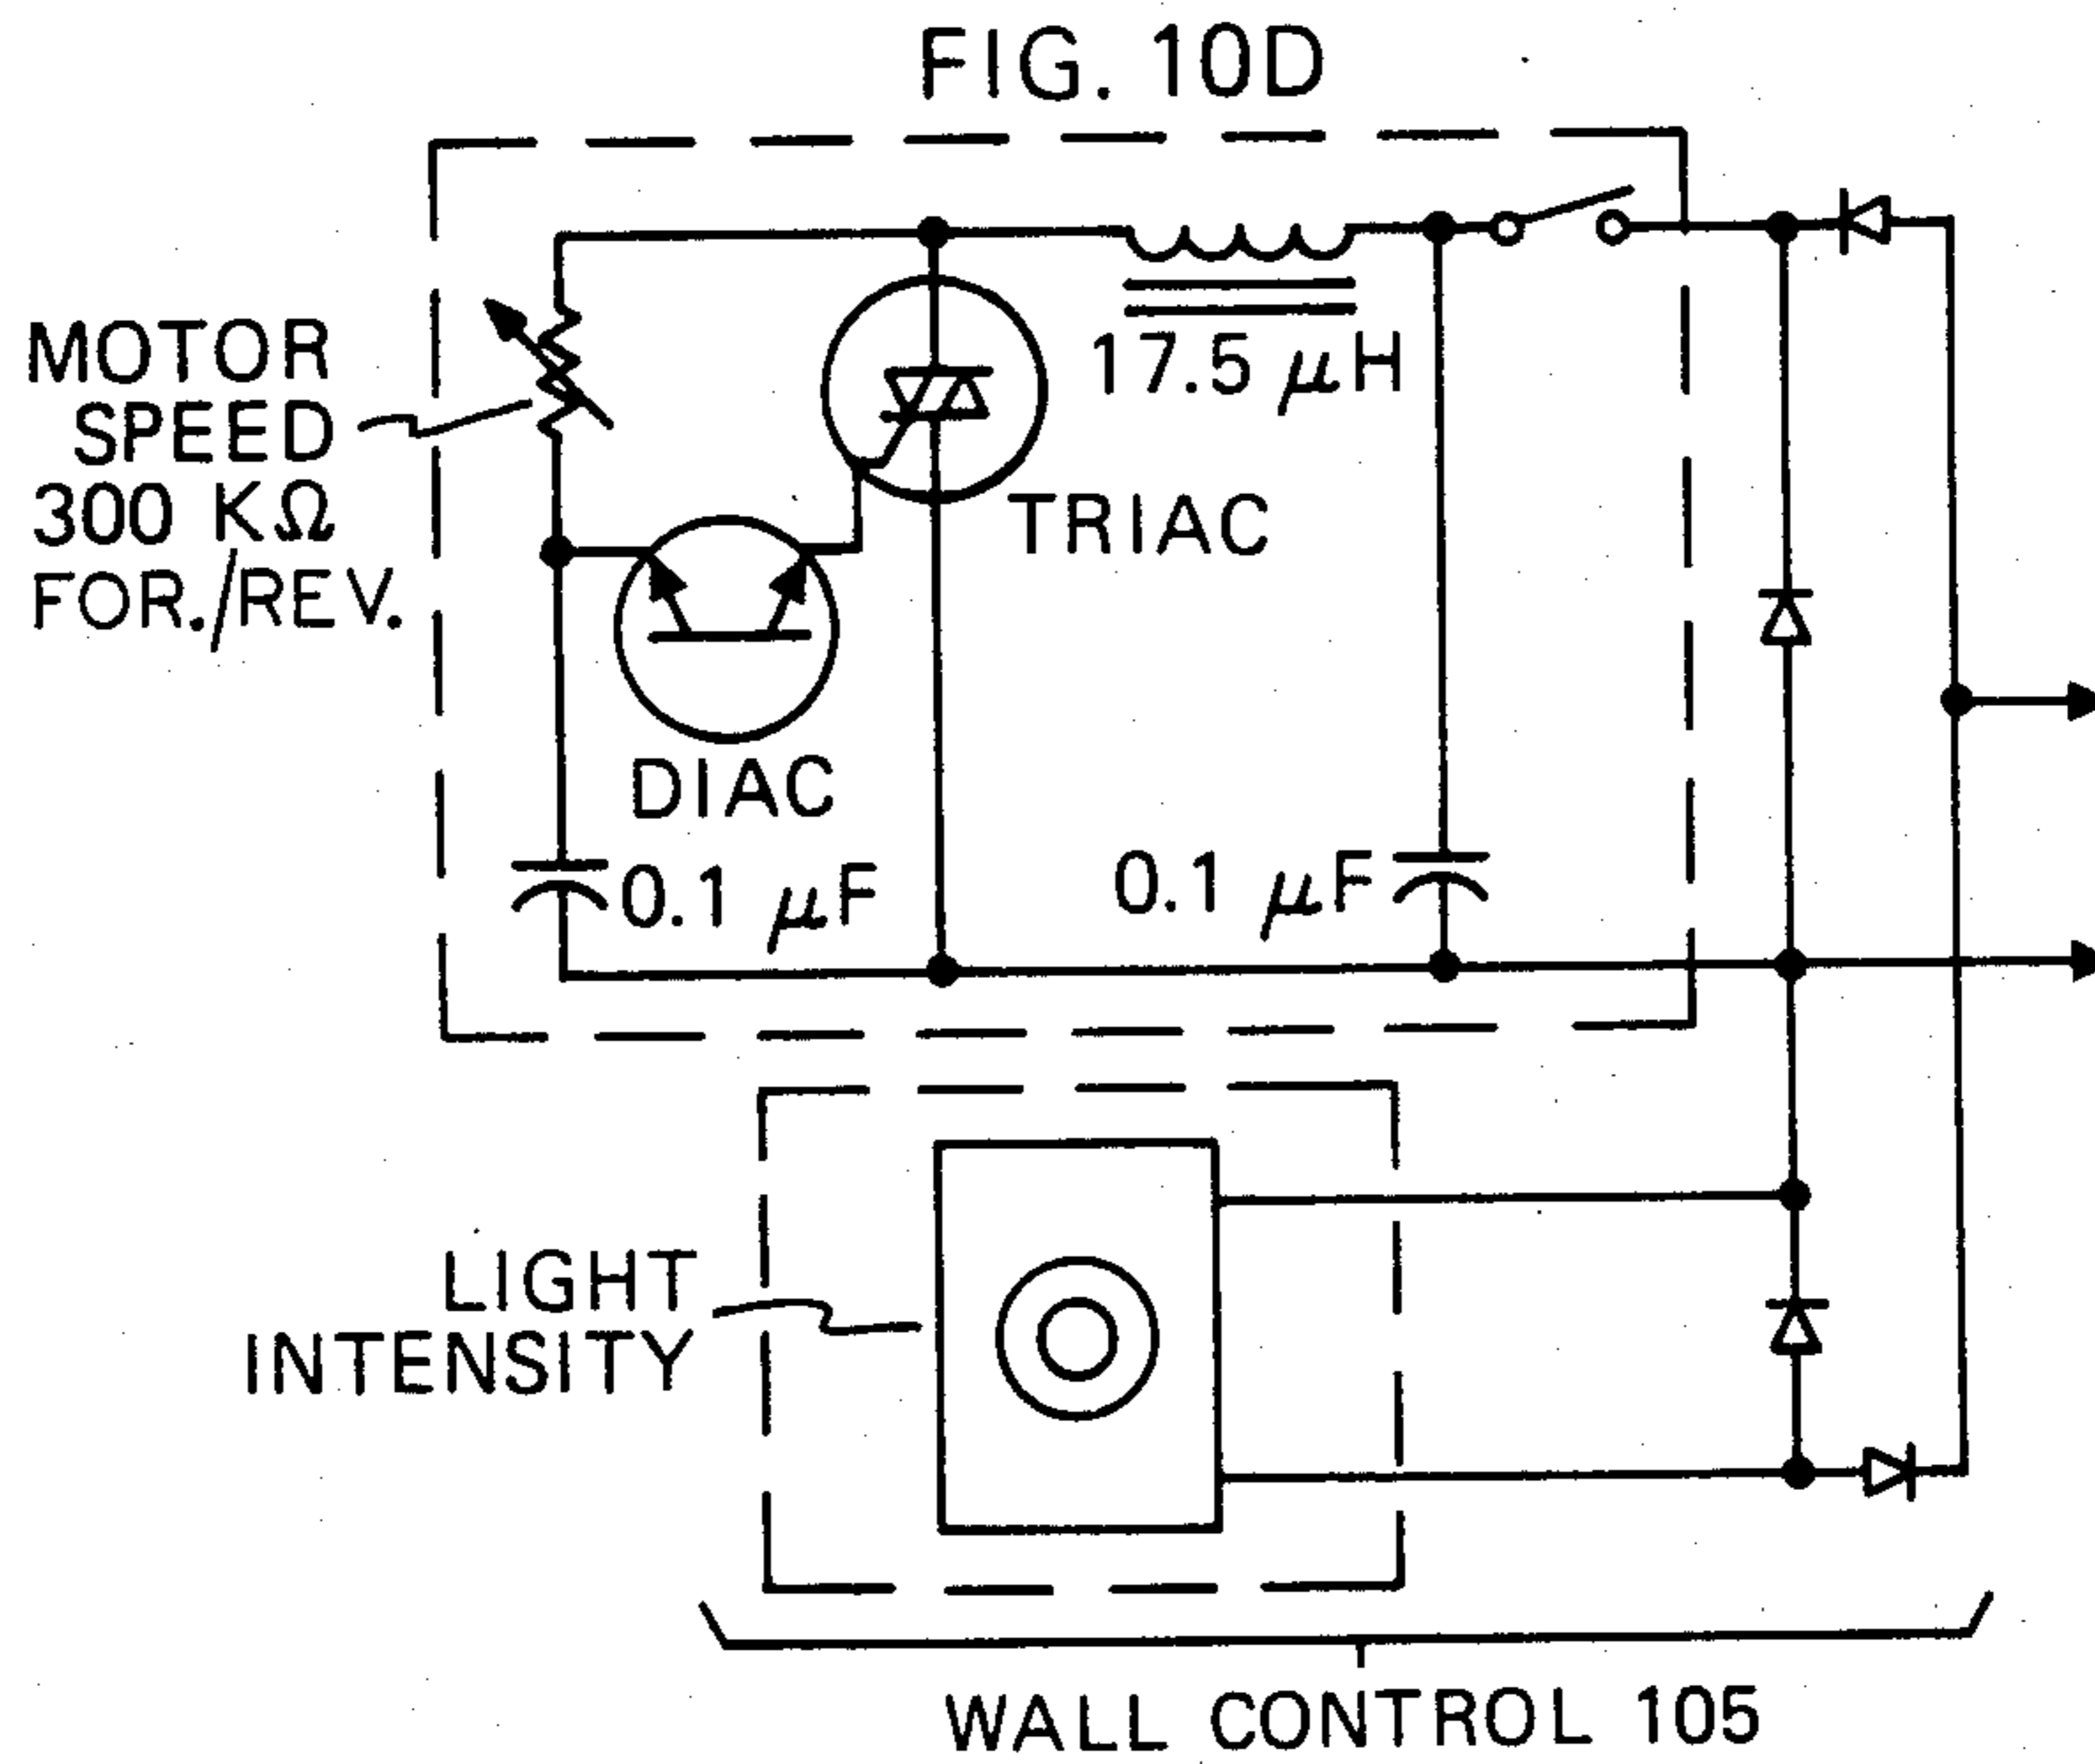 FIG. 10D
MOTOR
SPEED
300 KΩ
FOR./REV.
17.5 μH
TRIAC
DIAC
0.1 μF
0.1 μF
LIGHT
INTENSITY
WALL CONTROL 105